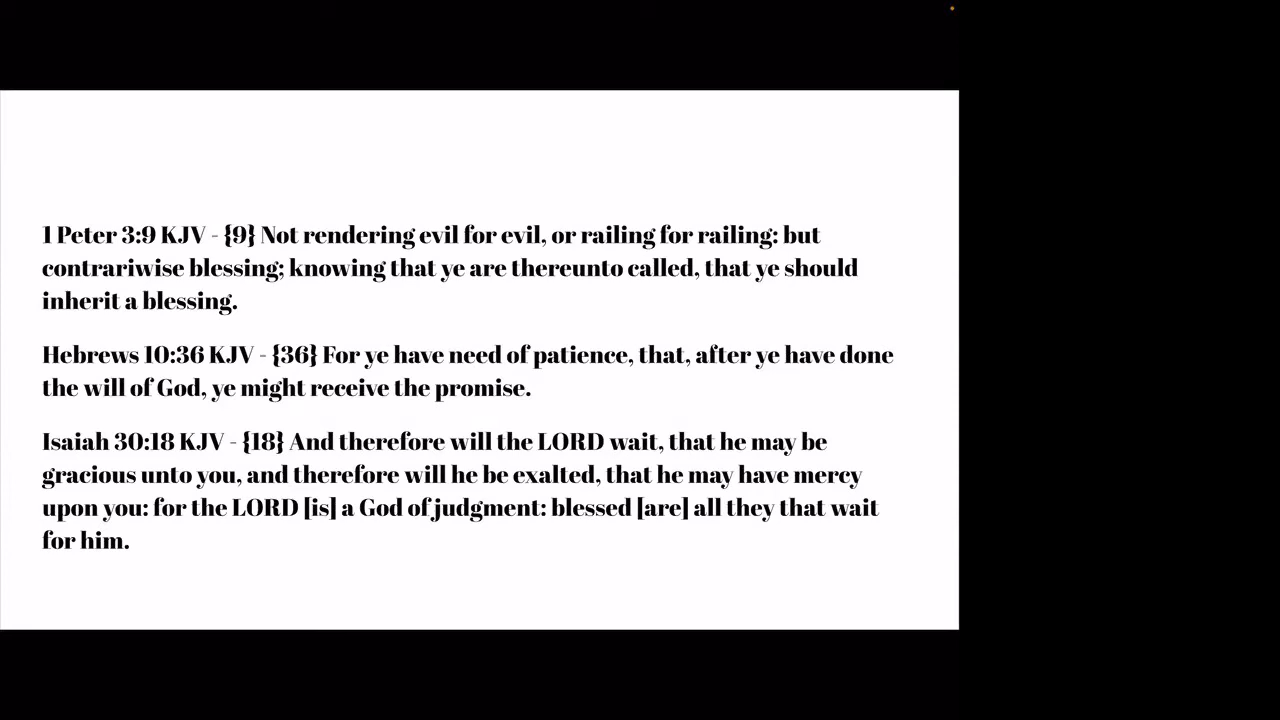 1 Peter 3:9 KJV - {9} Not rendering evil for evil, or railing for railing: but
contrariwise blessing; knowing that ye are thereunto called, that ye should
inherit a blessing.
Hebrews 10:36 KJV - {36} For ye have need of patience, that, after ye have done
the will of God, ye might receive the promise.
Isaiah 30:18 KJV - {18} And therefore will the LORD wait, that he may be
gracious unto you, and therefore will he be exalted, that he may have mercy
upon you: for the LORD [is] a God of judgment: blessed [are] all they that wait
for him.